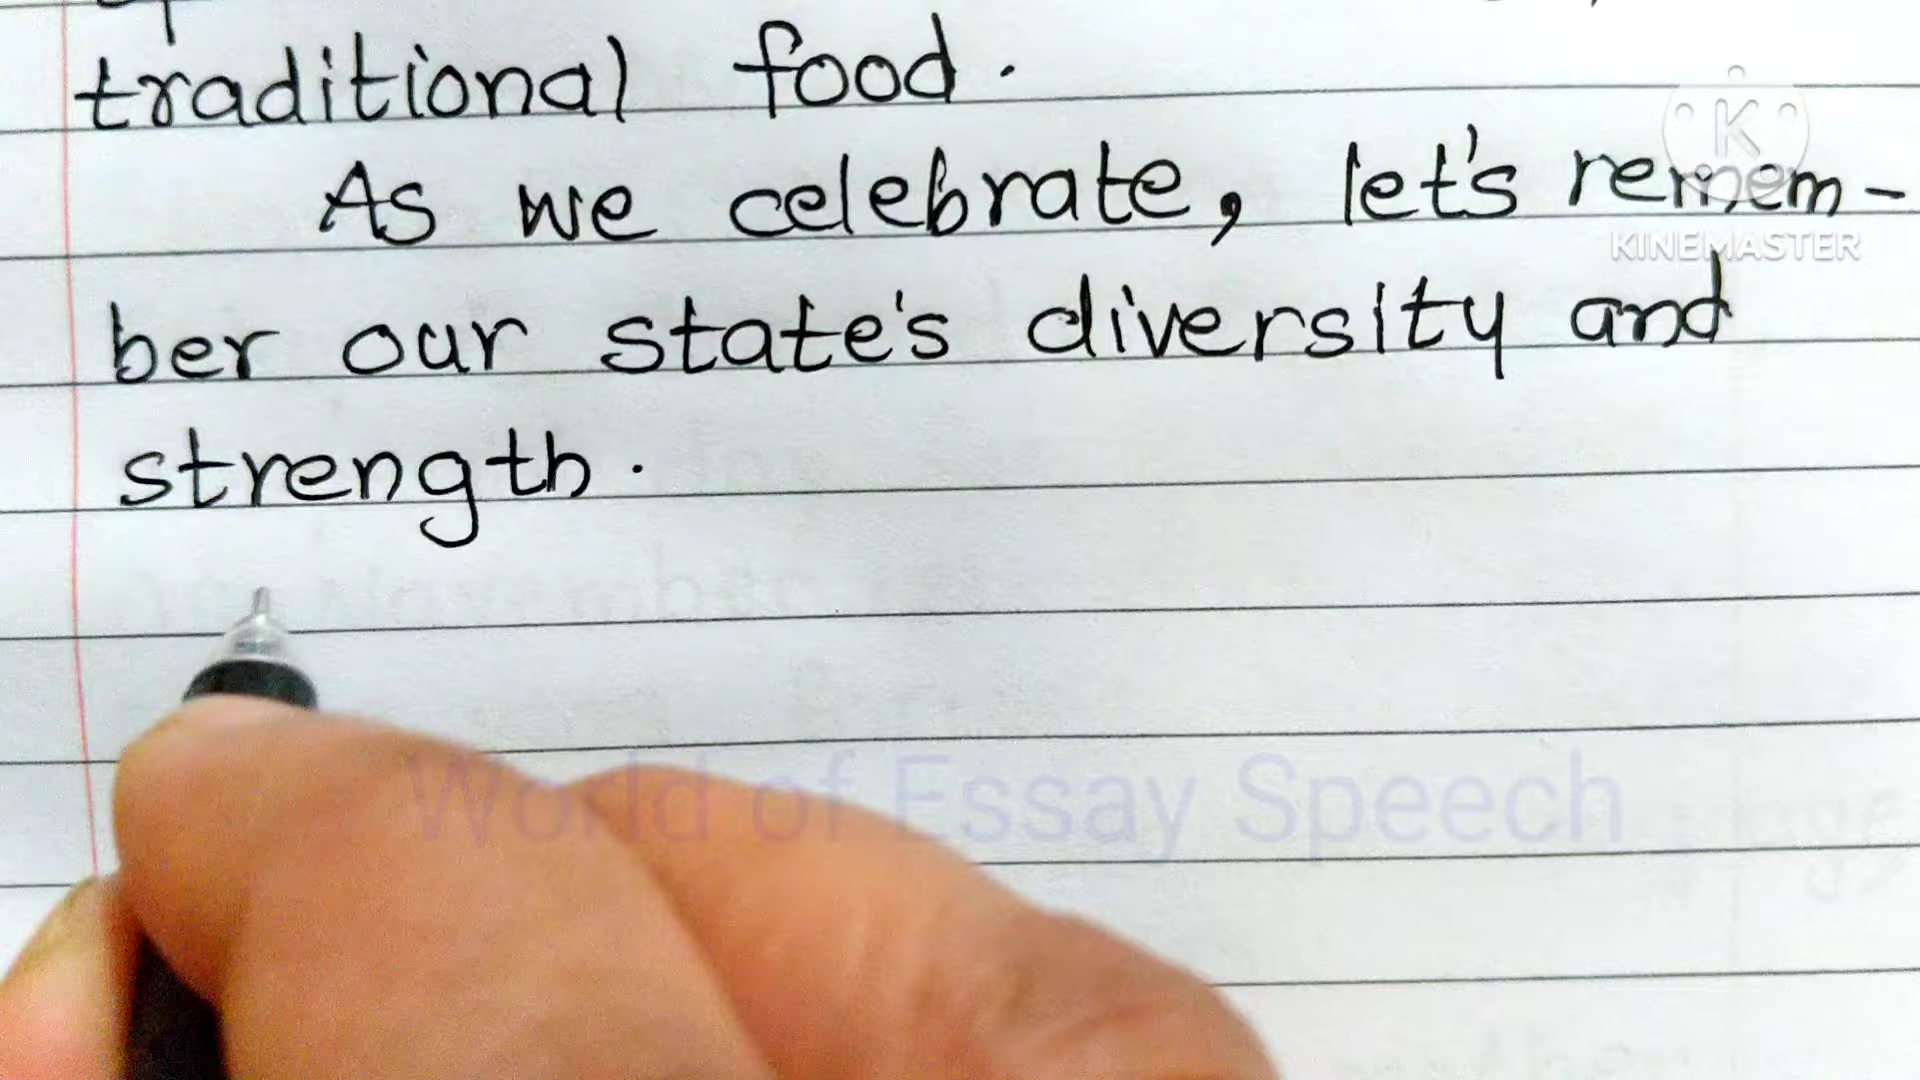 traditional food.
As we celebrate, let's remem-
KINEMASTER
ber our state's diversity and
strength.
World of Essay Speech